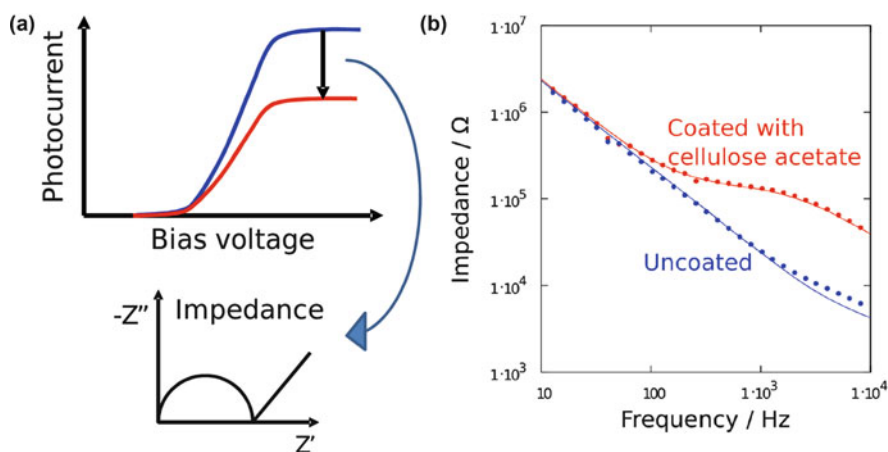 (a)
Photocurrent
Bias voltage
-Z''
Impedance
Z'
(b)
Impedance / Ω
1·10⁷
1·10⁶
1·10⁵
1·10⁴
1·10³
Coated with
cellulose acetate
Uncoated
10
100
1·10³
1·10⁴
Frequency / Hz